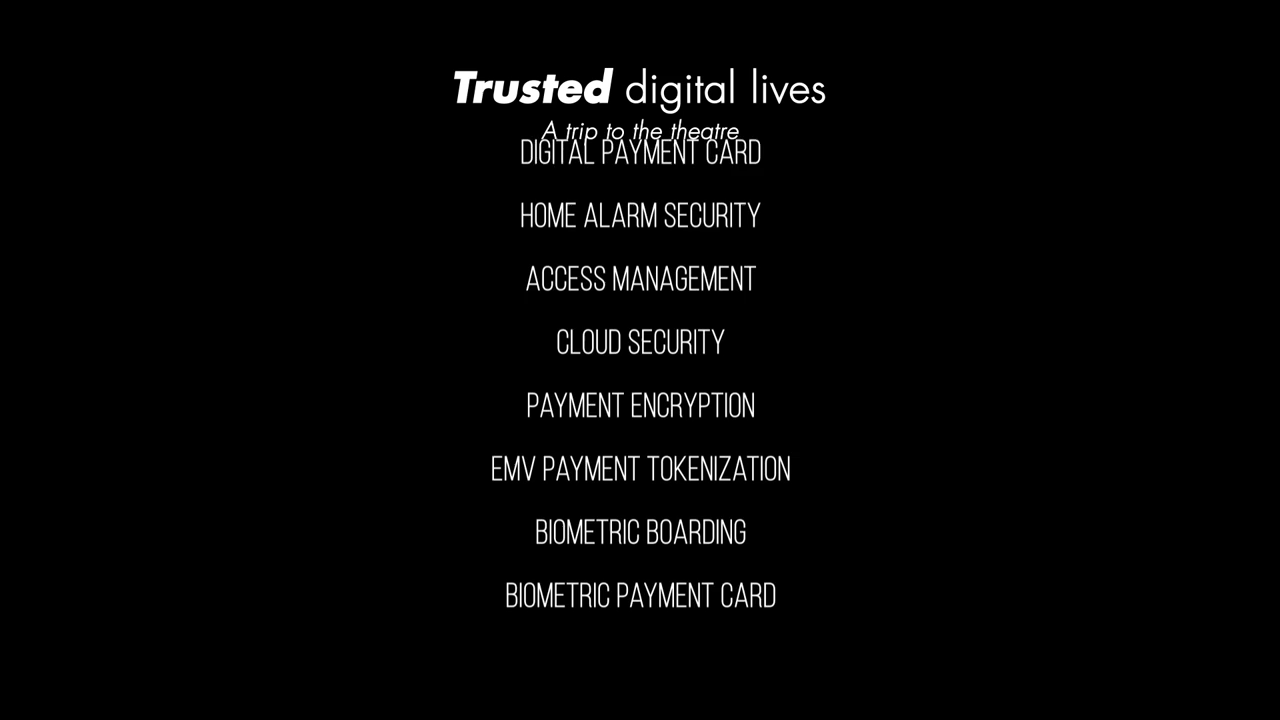 Trusted digital lives
A trip to the theatre
DIGITAL PAYMENT CARD
HOME ALARM SECURITY
ACCESS MANAGEMENT
CLOUD SECURITY
PAYMENT ENCRYPTION
EMV PAYMENT TOKENIZATION
BIOMETRIC BOARDING
BIOMETRIC PAYMENT CARD